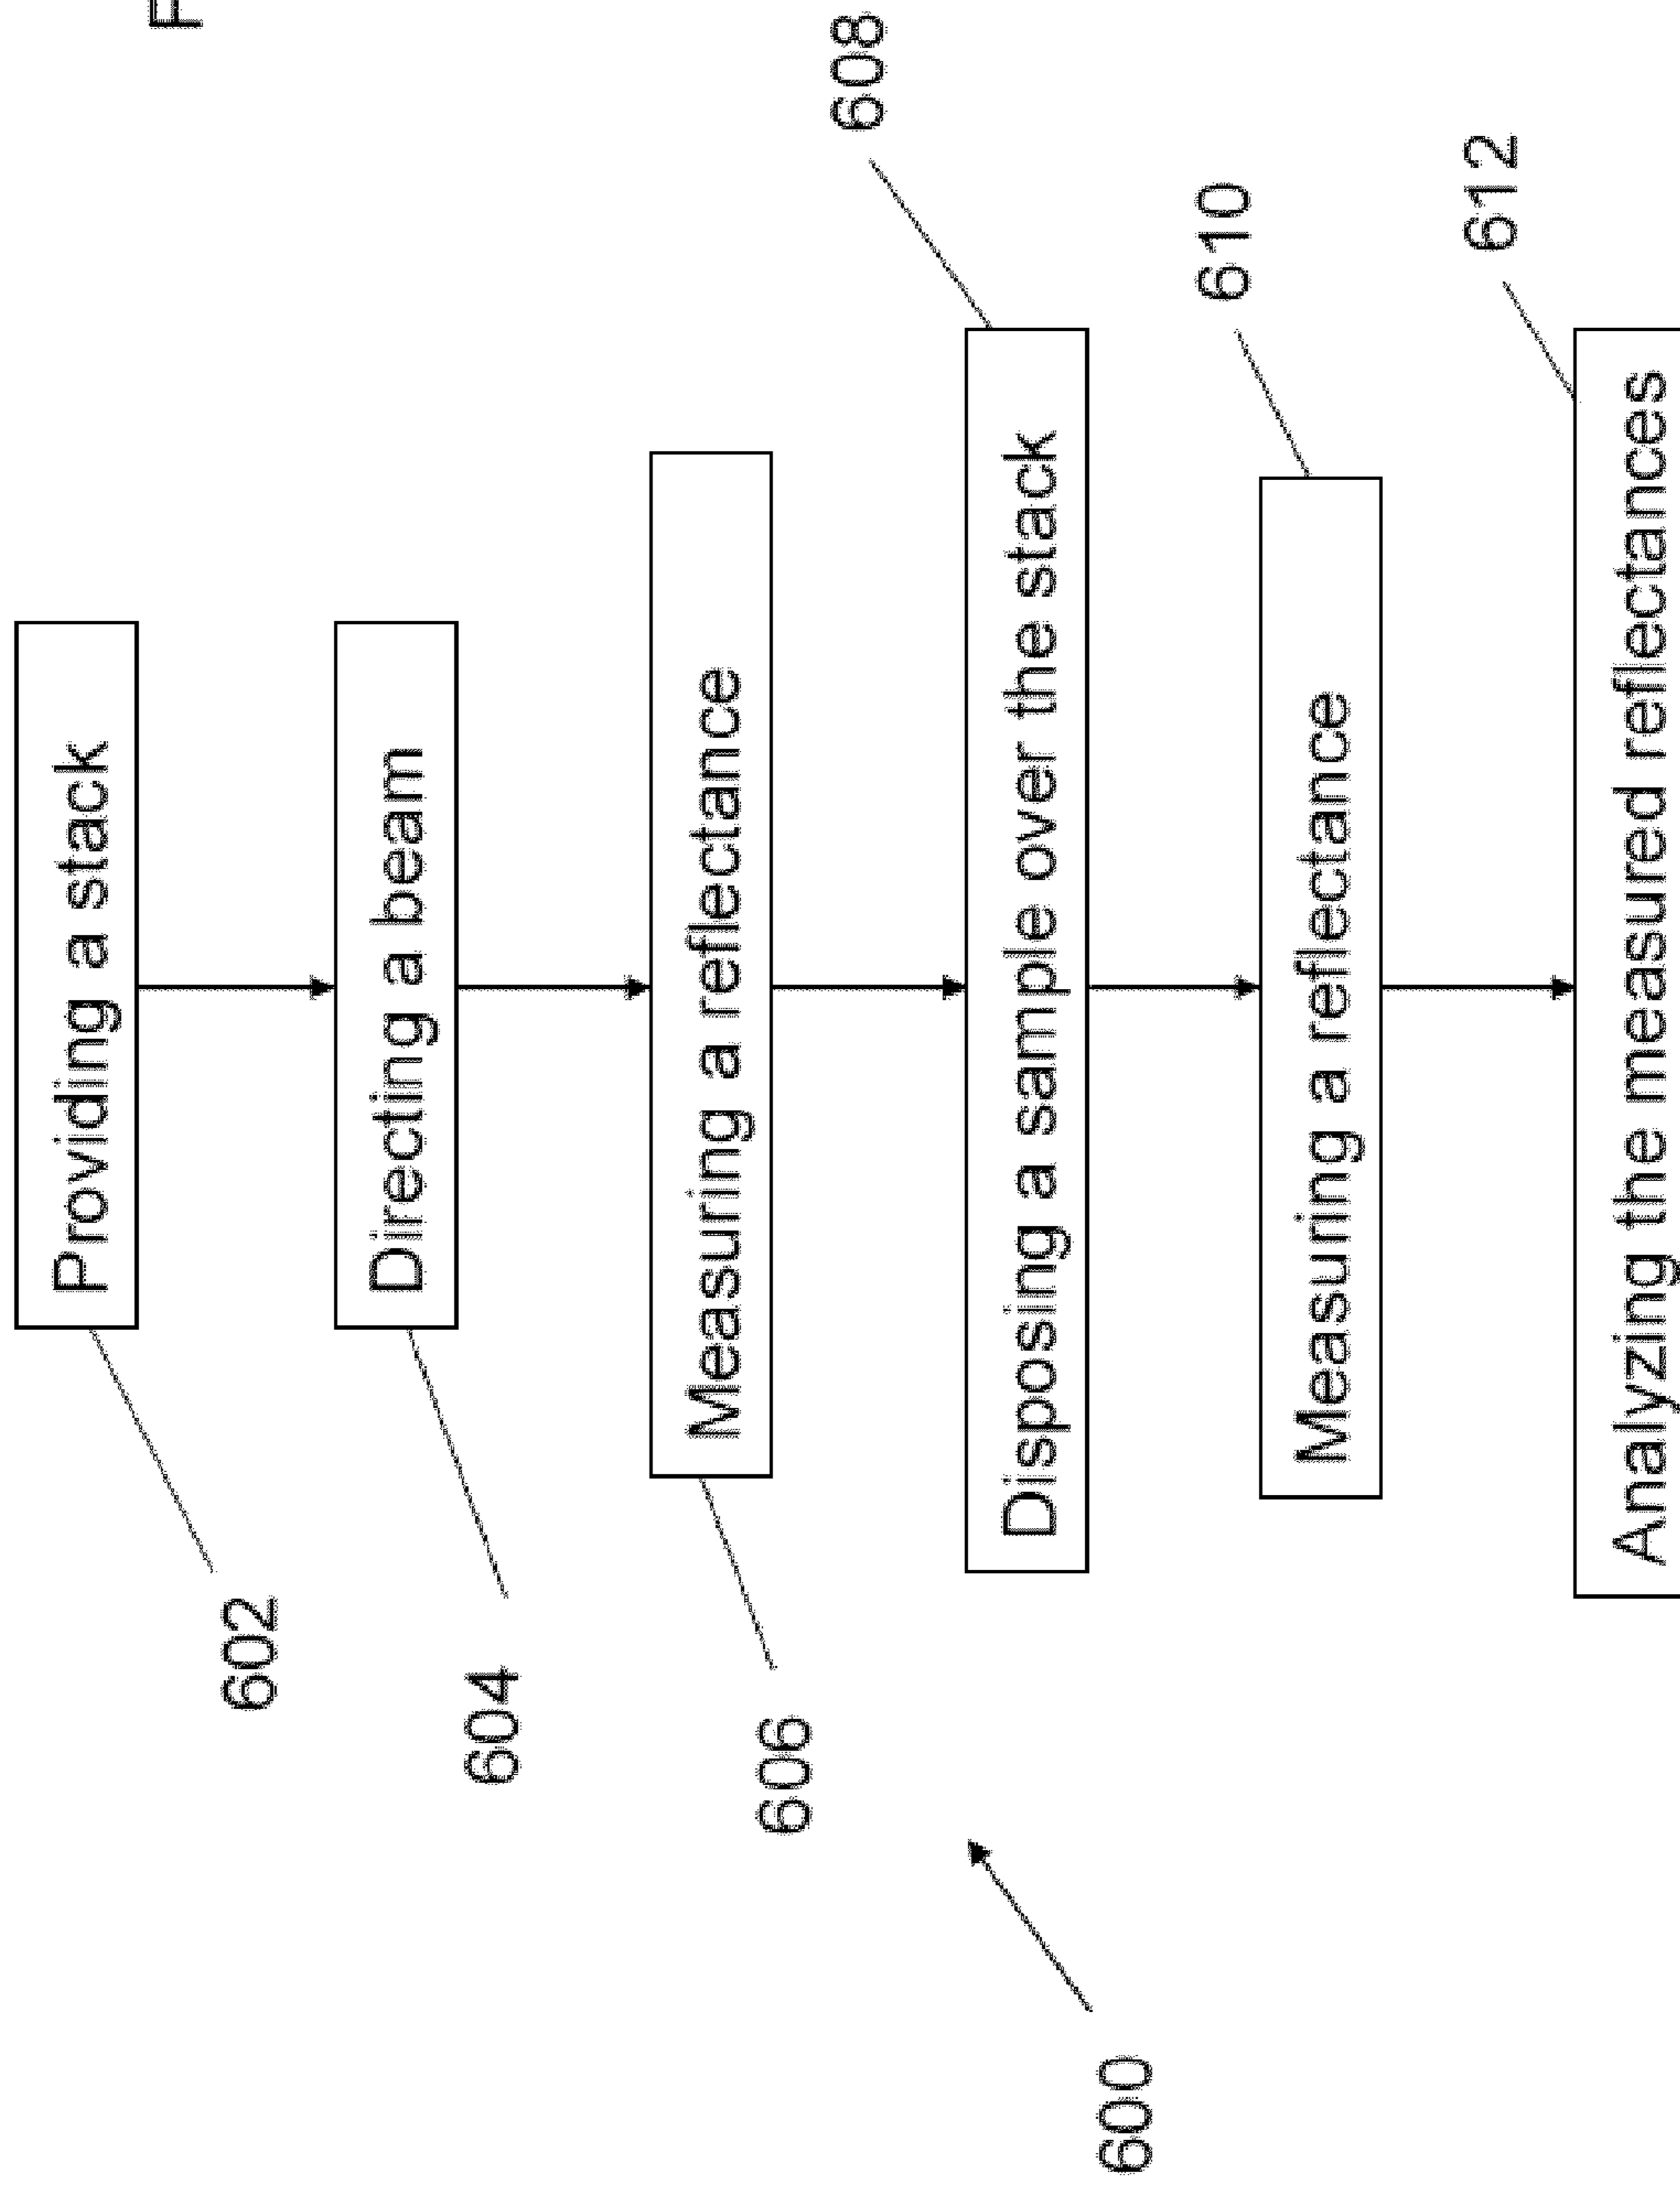 F
Providing a stack
602
Directing a beam
604
Measuring a reflectance
606
608
Disposing a sample over the stack
610
Measuring a reflectance
612
Analyzing the measured reflectances
600